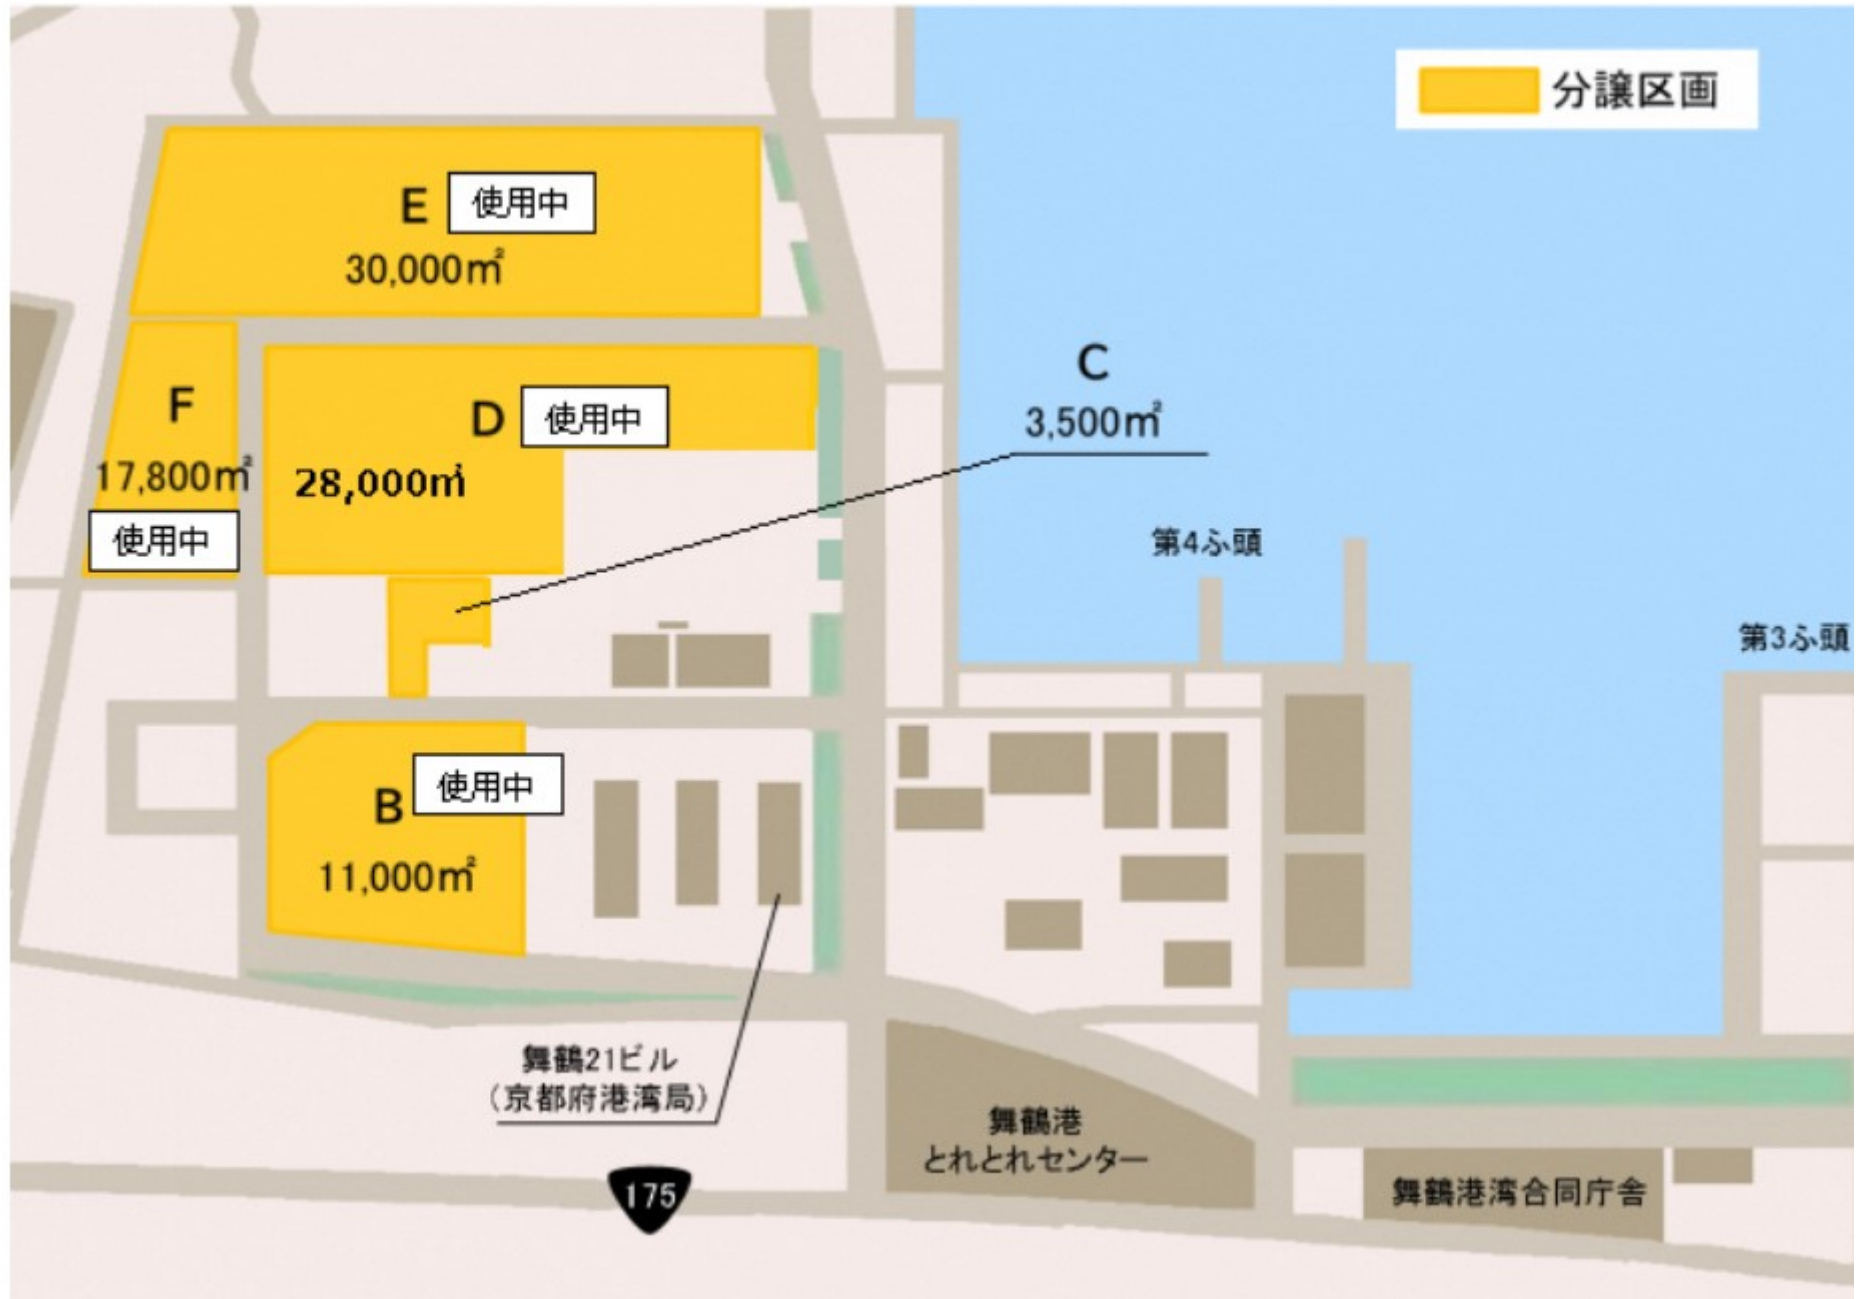 分譲区画
E
使用中
30,000㎡
C
3,500㎡
F
17,800㎡
使用中
D
使用中
28,000㎡
第4ふ頭
第3ふ頭
B
使用中
11,000㎡
舞鶴21ビル
(京都府港湾局)
舞鶴港
とれとれセンター
175
舞鶴港湾合同庁舎